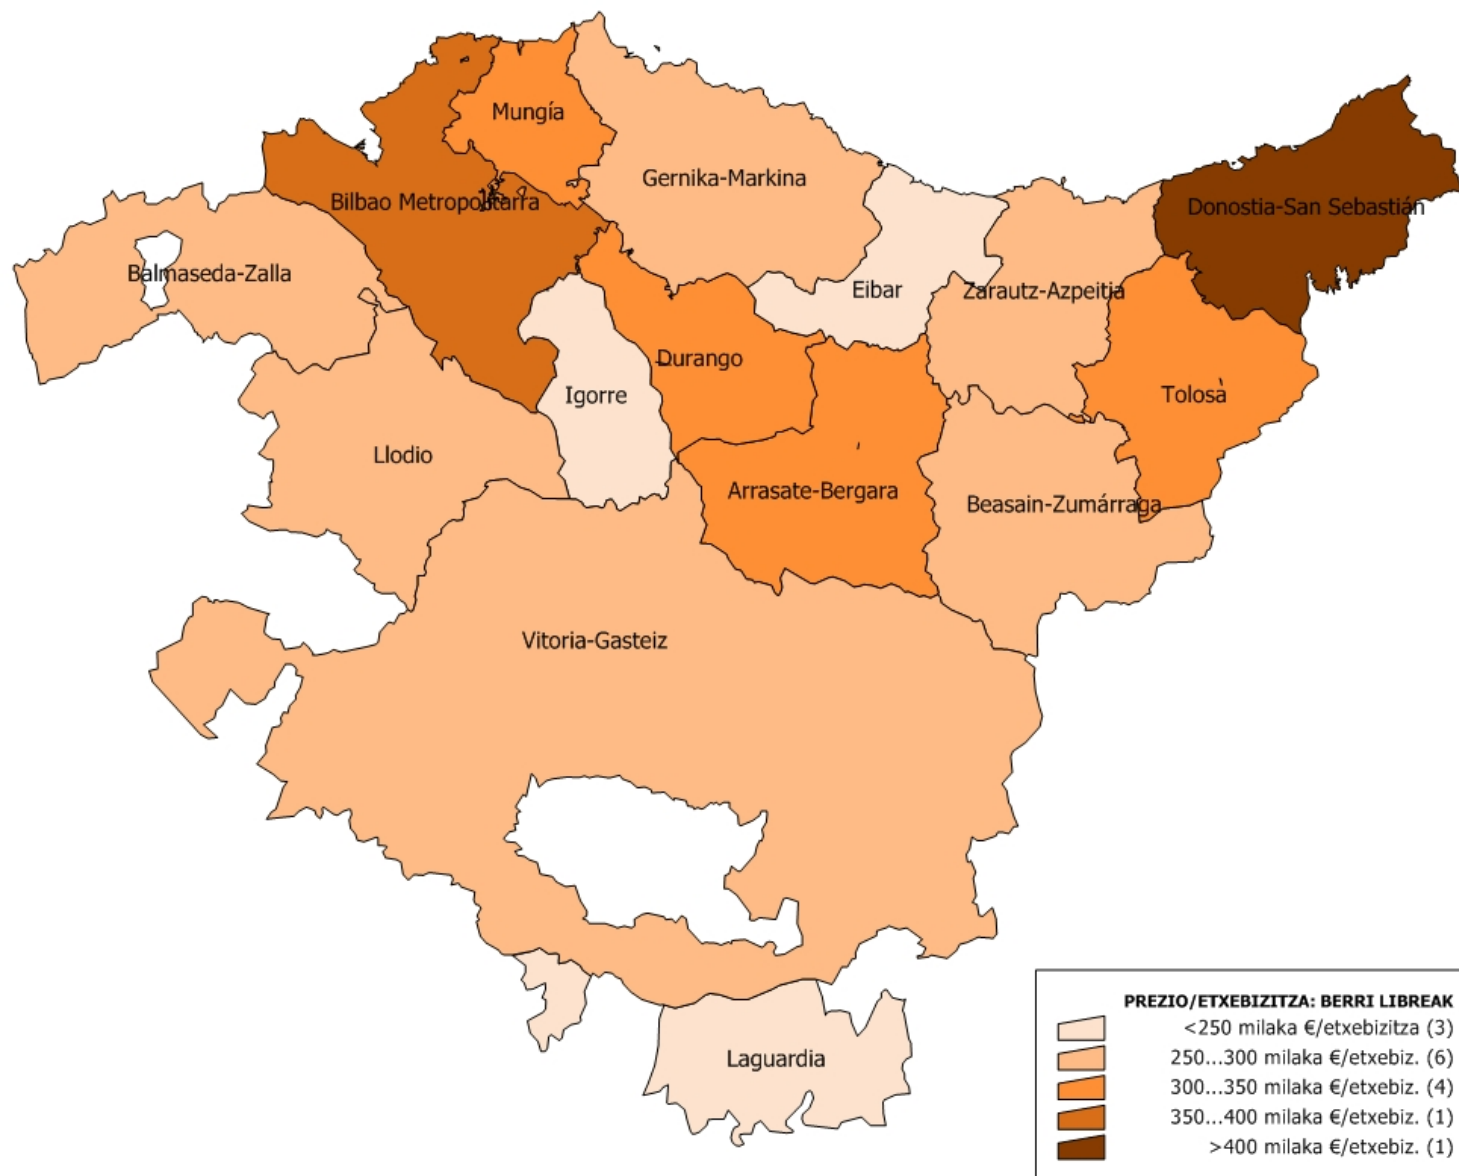 Mungía
Gernika-Markina
Bilbao Metropolitarra
Donostia-San Sebastián
Balmaseda-Zalla
Eibar
Zarautz-Azpeitia
Durango
Igorre
Tolosa
Llodio
Arrasate-Bergara
Beasain-Zumárraga
Vitoria-Gasteiz
Laguardia
PREZIO/ETXEBIZITZA: BERRI LIBREAK
<250 milaka €/etxebizitza (3)
250...300 milaka €/etxebiz. (6)
300...350 milaka €/etxebiz. (4)
350...400 milaka €/etxebiz. (1)
>400 milaka €/etxebiz. (1)